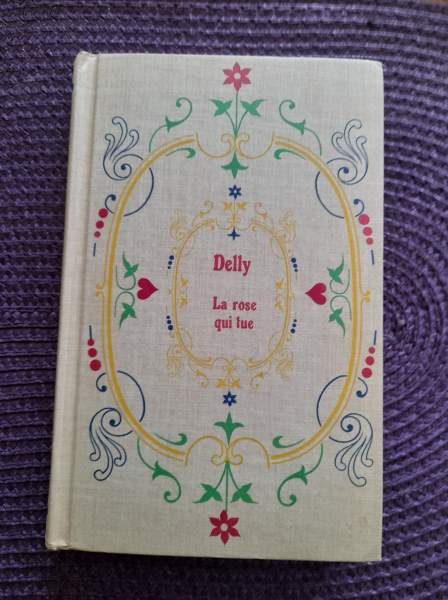 Delly
La rose
qui tue